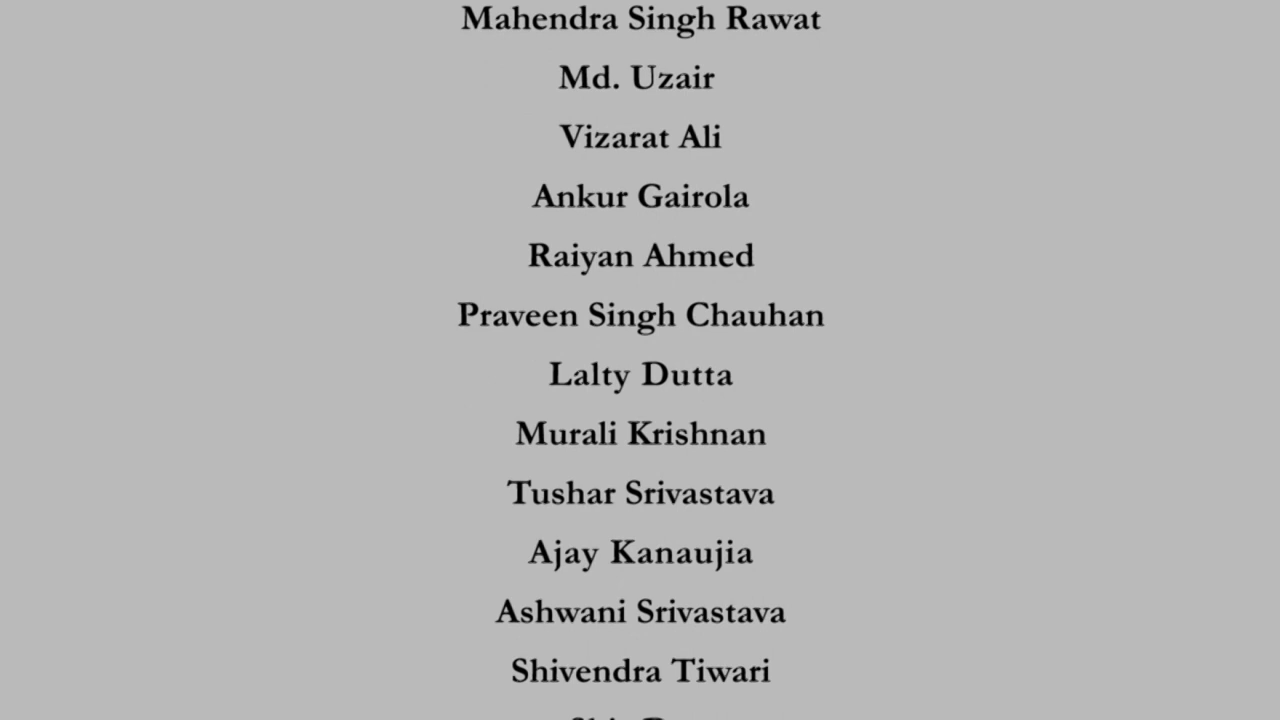 Mahendra Singh Rawat
Md. Uzair
Vizarat Ali
Ankur Gairola
Raiyan Ahmed
Praveen Singh Chauhan
Lalty Dutta
Murali Krishnan
Tushar Srivastava
Ajay Kanaujia
Ashwani Srivastava
Shivendra Tiwari